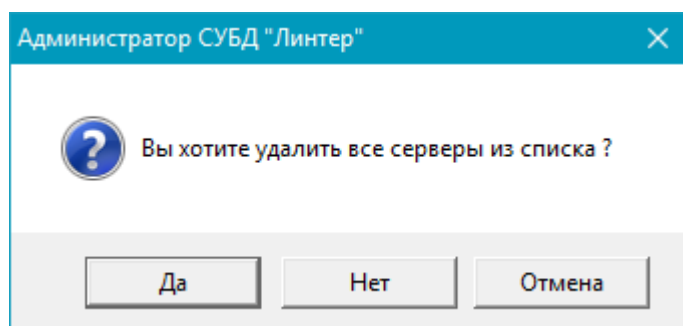 Администратор СУБД "Линтер"
Вы хотите удалить все серверы из списка ?
Да
Нет
Отмена